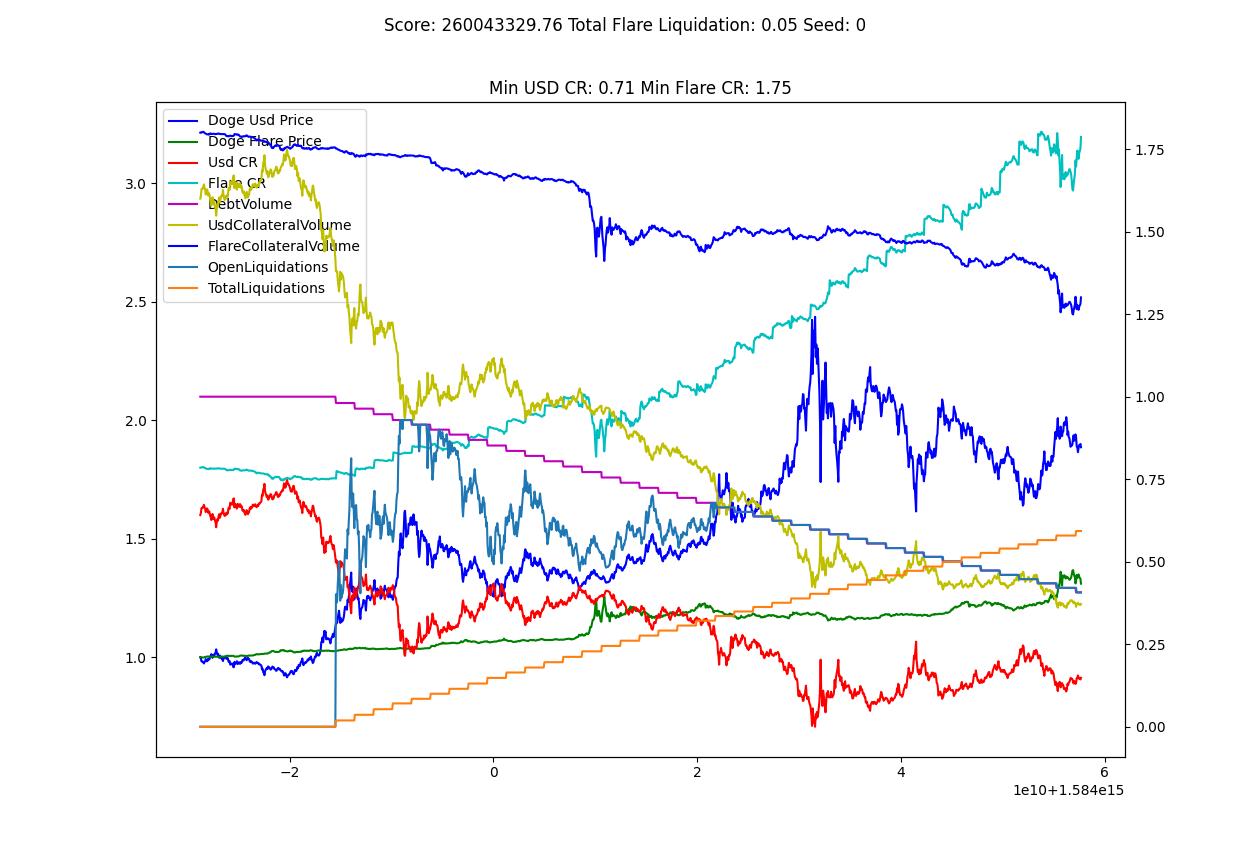 Score: 260043329.76 Total Flare Liquidation: 0.05 Seed: 0
Min USD CR: 0.71 Min Flare CR: 1.75
Doge Usd Price
Doge Flare Price
Usd CR
Flare CR
DebtVolume
UsdCollateralVolume
FlareCollateralVolume
OpenLiquidations
TotalLiquidations
3.0
2.5
2.0
1.5
1.0
1.75
1.50
1.25
1.00
0.75
0.50
0.25
0.00
−2
0
2
4
6
1e10+1.584e15